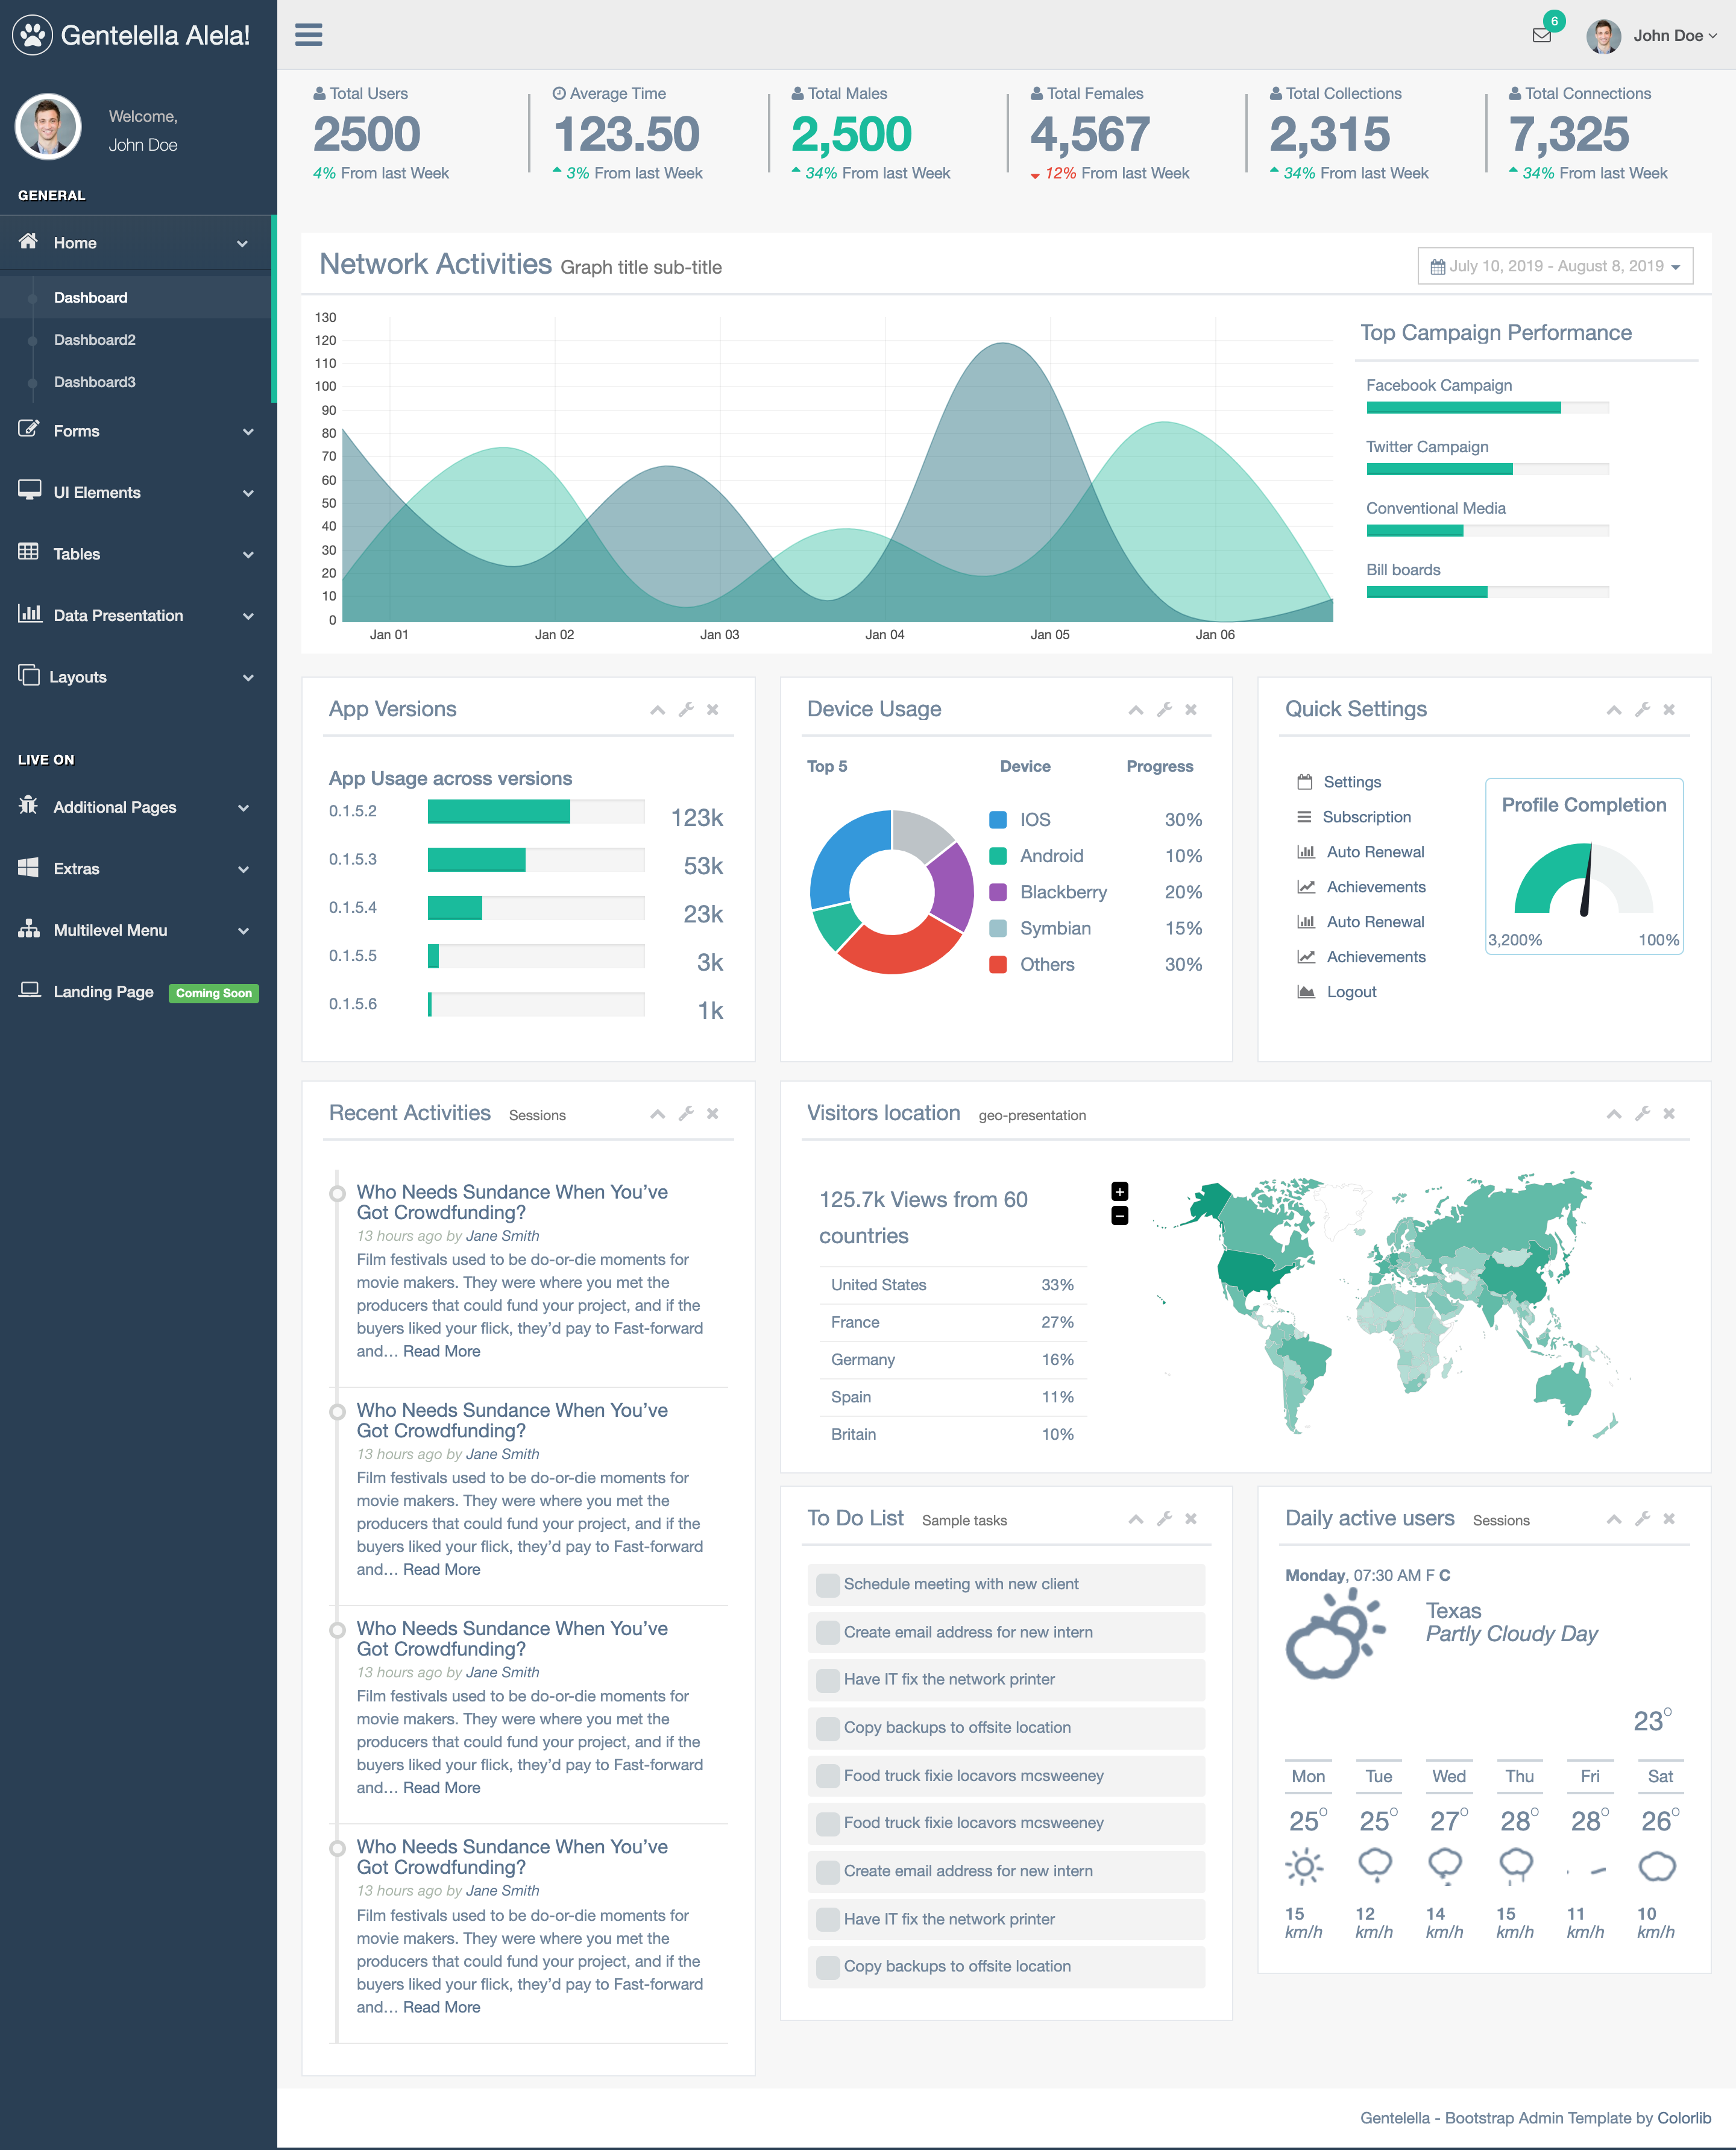 Gentelella Alela!
Welcome,
John Doe
GENERAL
Home
Dashboard
Dashboard2
Dashboard3
Forms
UI Elements
Tables
Data Presentation
Layouts
LIVE ON
Additional Pages
Extras
Multilevel Menu
Landing Page Coming Soon
6
John Doe
Total Users
2500
4% From last Week
Average Time
123.50
3% From last Week
Total Males
2,500
34% From last Week
Total Females
4,567
12% From last Week
Total Collections
2,315
34% From last Week
Total Connections
7,325
34% From last Week
Network Activities Graph title sub-title
July 10, 2019 - August 8, 2019
130
120
110
100
90
80
70
60
50
40
30
20
10
0
Jan 01 Jan 02 Jan 03 Jan 04 Jan 05 Jan 06
Top Campaign Performance
Facebook Campaign
Twitter Campaign
Conventional Media
Bill boards
App Versions
App Usage across versions
0.1.5.2 123k
0.1.5.3 53k
0.1.5.4 23k
0.1.5.5 3k
0.1.5.6 1k
Device Usage
Top 5 Device Progress
IOS 30%
Android 10%
Blackberry 20%
Symbian 15%
Others 30%
Quick Settings
Settings
Subscription
Auto Renewal
Achievements
Auto Renewal
Achievements
Logout
Profile Completion
3,200% 100%
Recent Activities Sessions
Who Needs Sundance When You’ve
Got Crowdfunding?
13 hours ago by Jane Smith
Film festivals used to be do-or-die moments for
movie makers. They were where you met the
producers that could fund your project, and if the
buyers liked your flick, they’d pay to Fast-forward
and… Read More
Who Needs Sundance When You’ve
Got Crowdfunding?
13 hours ago by Jane Smith
Film festivals used to be do-or-die moments for
movie makers. They were where you met the
producers that could fund your project, and if the
buyers liked your flick, they’d pay to Fast-forward
and… Read More
Who Needs Sundance When You’ve
Got Crowdfunding?
13 hours ago by Jane Smith
Film festivals used to be do-or-die moments for
movie makers. They were where you met the
producers that could fund your project, and if the
buyers liked your flick, they’d pay to Fast-forward
and… Read More
Who Needs Sundance When You’ve
Got Crowdfunding?
13 hours ago by Jane Smith
Film festivals used to be do-or-die moments for
movie makers. They were where you met the
producers that could fund your project, and if the
buyers liked your flick, they’d pay to Fast-forward
and… Read More
Visitors location geo-presentation
125.7k Views from 60
countries
United States 33%
France 27%
Germany 16%
Spain 11%
Britain 10%
+
−
To Do List Sample tasks
Schedule meeting with new client
Create email address for new intern
Have IT fix the network printer
Copy backups to offsite location
Food truck fixie locavors mcsweeney
Food truck fixie locavors mcsweeney
Create email address for new intern
Have IT fix the network printer
Copy backups to offsite location
Daily active users Sessions
Monday, 07:30 AM F C
Texas
Partly Cloudy Day
23°
Mon Tue Wed Thu Fri Sat
25° 25° 27° 28° 28° 26°
15 12 14 15 11 10
km/h km/h km/h km/h km/h km/h
Gentelella - Bootstrap Admin Template by Colorlib